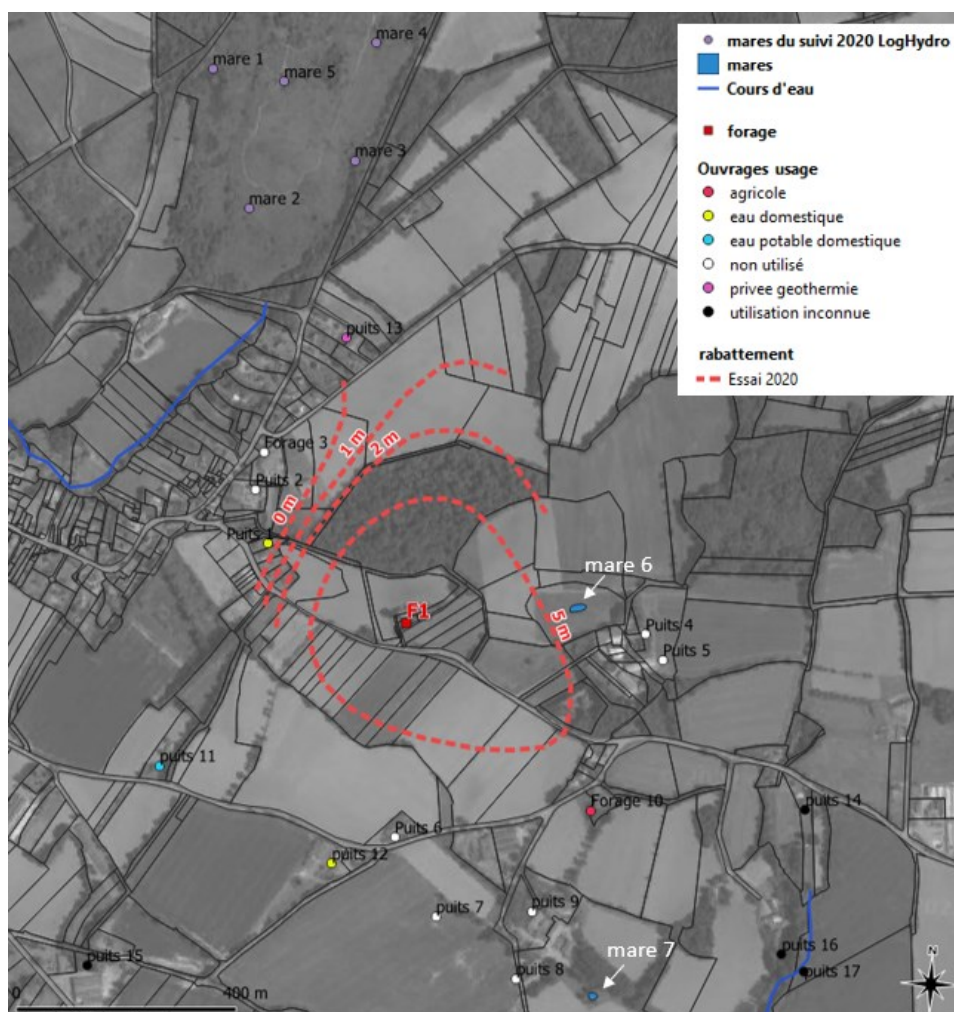 mare 4
mare 1
mare 5
mare 3
mare 2
mares du suivi 2020 LogHydro
mares
Cours d'eau
forage
Ouvrages usage
agricole
eau domestique
eau potable domestique
non utilisé
privee geothermie
utilisation inconnue
rabattement
Essai 2020
puits 13
Forage 3
1 m
2 m
Puits 2
0 m
Puits 1
mare 6
F1
5 m
Puits 4
Puits 5
puits 11
Forage 10
puits 14
Puits 6
puits 12
puits 7
puits 9
puits 16
puits 15
puits 8
mare 7
puits 17
N
0
400 m